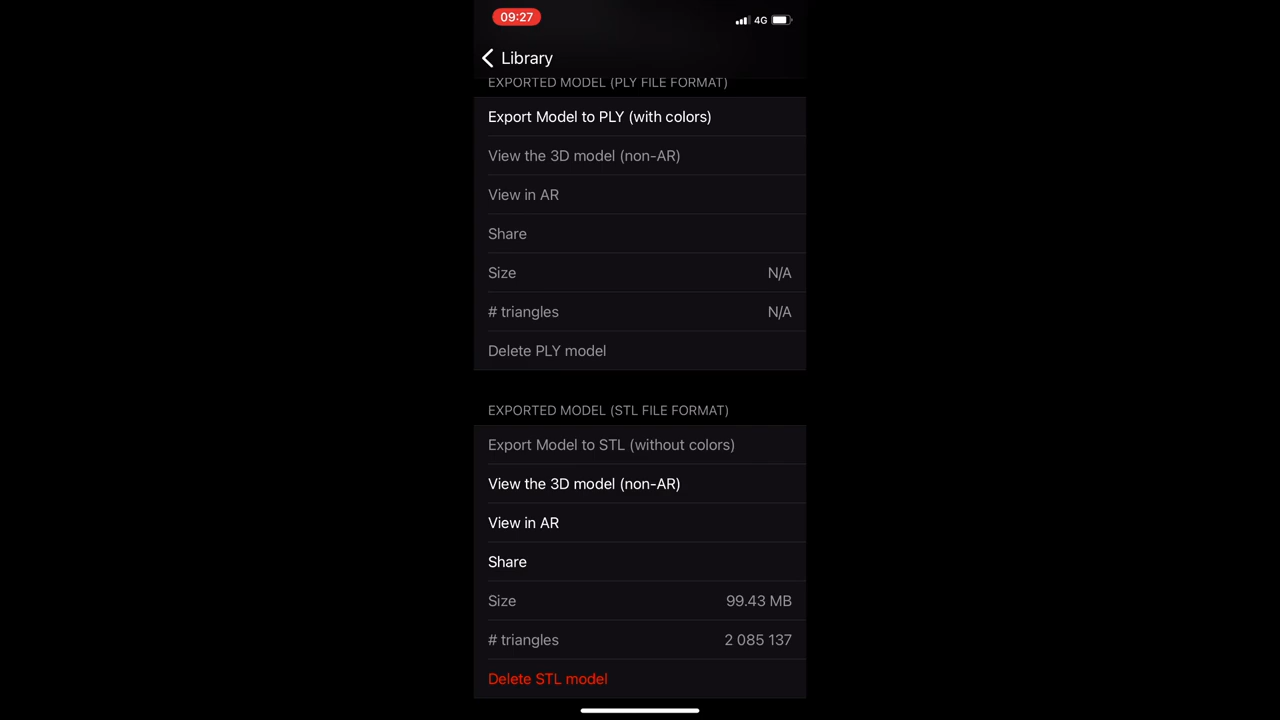 09:27
4G
Library
EXPORTED MODEL (PLY FILE FORMAT)
Export Model to PLY (with colors)
View the 3D model (non-AR)
View in AR
Share
Size N/A
# triangles N/A
Delete PLY model
EXPORTED MODEL (STL FILE FORMAT)
Export Model to STL (without colors)
View the 3D model (non-AR)
View in AR
Share
Size 99.43 MB
# triangles 2 085 137
Delete STL model